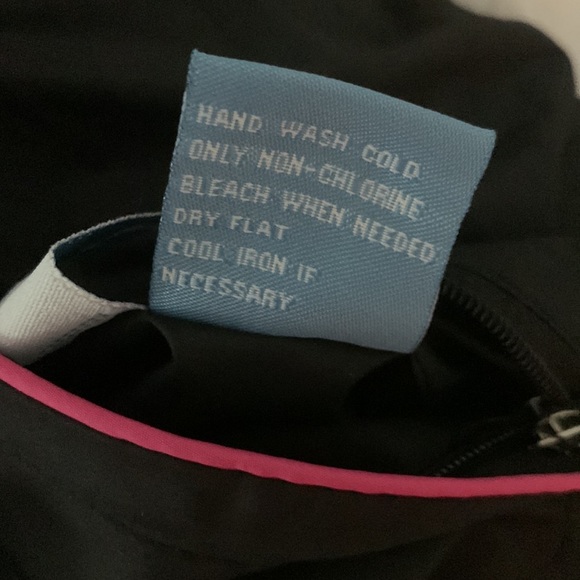 HAND WASH COLD
ONLY NON-CHLORINE
BLEACH WHEN NEEDED
DRY FLAT
COOL IRON IF
NECESSARY